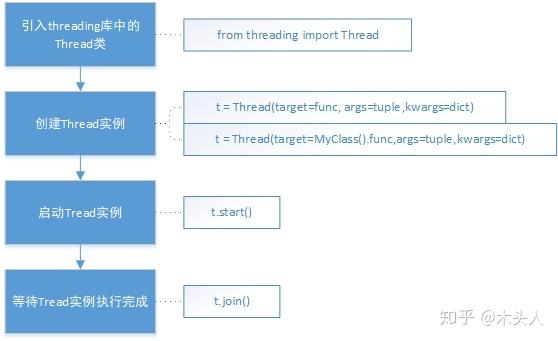 引入threading库中的
Thread类
from threading import Thread
创建Thread实例
t = Thread(target=func, args=tuple ,kwargs=dict)
t = Thread(target=MyClass().func,args=tuple,kwargs=dict)
启动Tread实例
t.start()
等待Tread实例执行完成
t.join()
知乎 @木头人